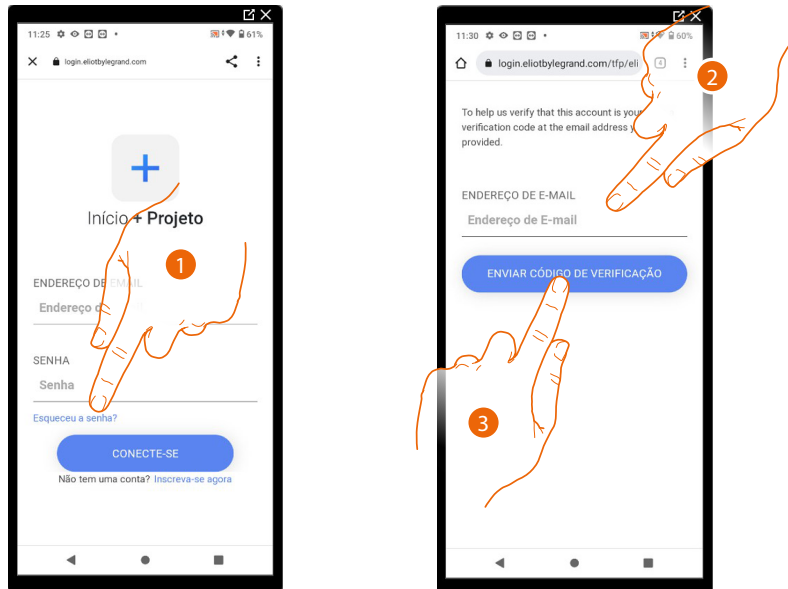 11:25
61%
login.eliotbylegrand.com
Início + Projeto
1
ENDEREÇO DE EMAIL
Endereço d
SENHA
Senha
Esqueceu a senha?
CONECTE-SE
Não tem uma conta? Inscreva-se agora
11:30
60%
login.eliotbylegrand.com/tfp/eli
4
2
To help us verify that this account is your
verification code at the email address y
provided.
ENDEREÇO DE E-MAIL
Endereço de E-mail
ENVIAR CÓDIGO DE VERIFICAÇÃO
3